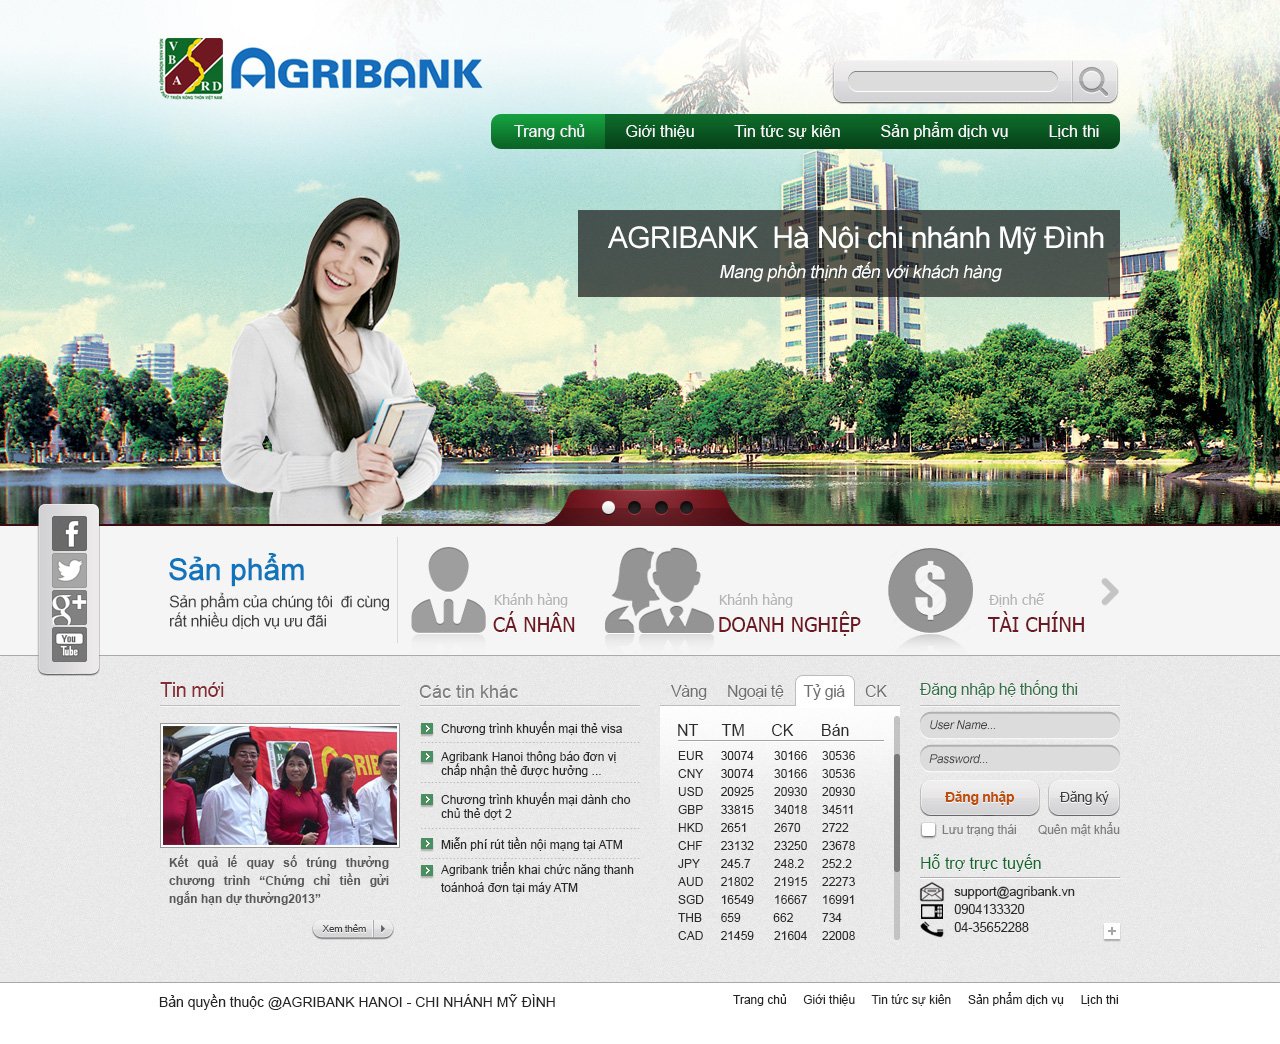 VBARD
AGRIBANK
Trang chủ
Giới thiệu
Tin tức sự kiên
Sản phẩm dịch vụ
Lịch thi
AGRIBANK Hà Nội chi nhánh Mỹ Đình
Mang phồn thịnh đến với khách hàng
f
g+
You
Tube
Sản phẩm
Sản phẩm của chúng tôi đi cùng
rất nhiều dịch vụ ưu đãi
Khánh hàng
CÁ NHÂN
Khánh hàng
DOANH NGHIỆP
$
Định chế
TÀI CHÍNH
Tin mới
AGRIB
Kết quả lế quay số trúng thưởng
chương trình “Chứng chỉ tiền gửi
ngắn hạn dự thưởng2013”
Xem thêm
Các tin khác
Chương trình khuyến mại thẻ visa
Agribank Hanoi thông báo đơn vị
chấp nhận thẻ được hưởng ...
Chương trình khuyến mại dành cho
chủ thẻ dợt 2
Miễn phí rút tiền nội mạng tại ATM
Agribank triển khai chức năng thanh
toánhoá đơn tại máy ATM
Vàng Ngoại tệ Tỷ giá CK
NT TM CK Bán
EUR 30074 30166 30536
CNY 30074 30166 30536
USD 20925 20930 20930
GBP 33815 34018 34511
HKD 2651 2670 2722
CHF 23132 23250 23678
JPY 245.7 248.2 252.2
AUD 21802 21915 22273
SGD 16549 16667 16991
THB 659 662 734
CAD 21459 21604 22008
Đăng nhập hệ thống thi
User Name...
Password...
Đăng nhập
Đăng ký
Lưu trạng thái
Quên mật khẩu
Hỗ trợ trực tuyến
support@agribank.vn
0904133320
04-35652288
Bản quyền thuộc @AGRIBANK HANOI - CHI NHÁNH MỸ ĐÌNH
Trang chủ Giới thiệu Tin tức sự kiên Sản phẩm dịch vụ Lịch thi